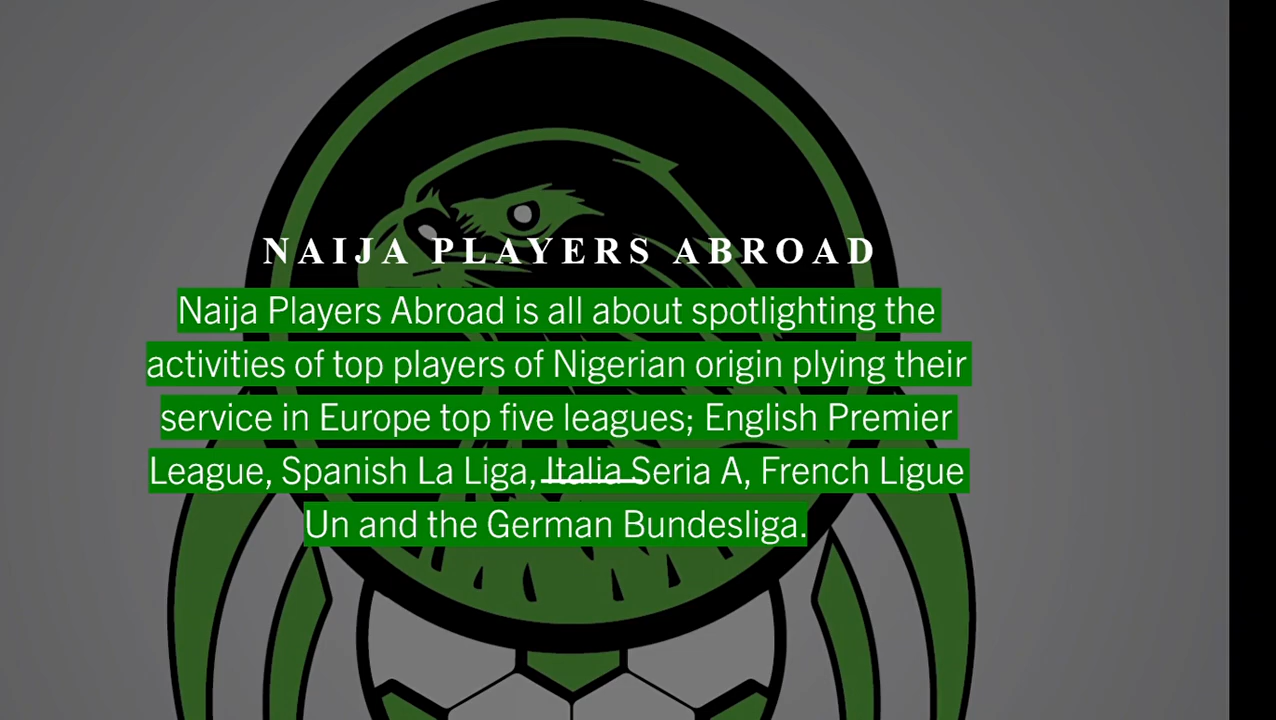 NAIJA PLAYERS ABROAD
Naija Players Abroad is all about spotlighting the
activities of top players of Nigerian origin plying their
service in Europe top five leagues; English Premier
League, Spanish La Liga, Italia Seria A, French Ligue
Un and the German Bundesliga.